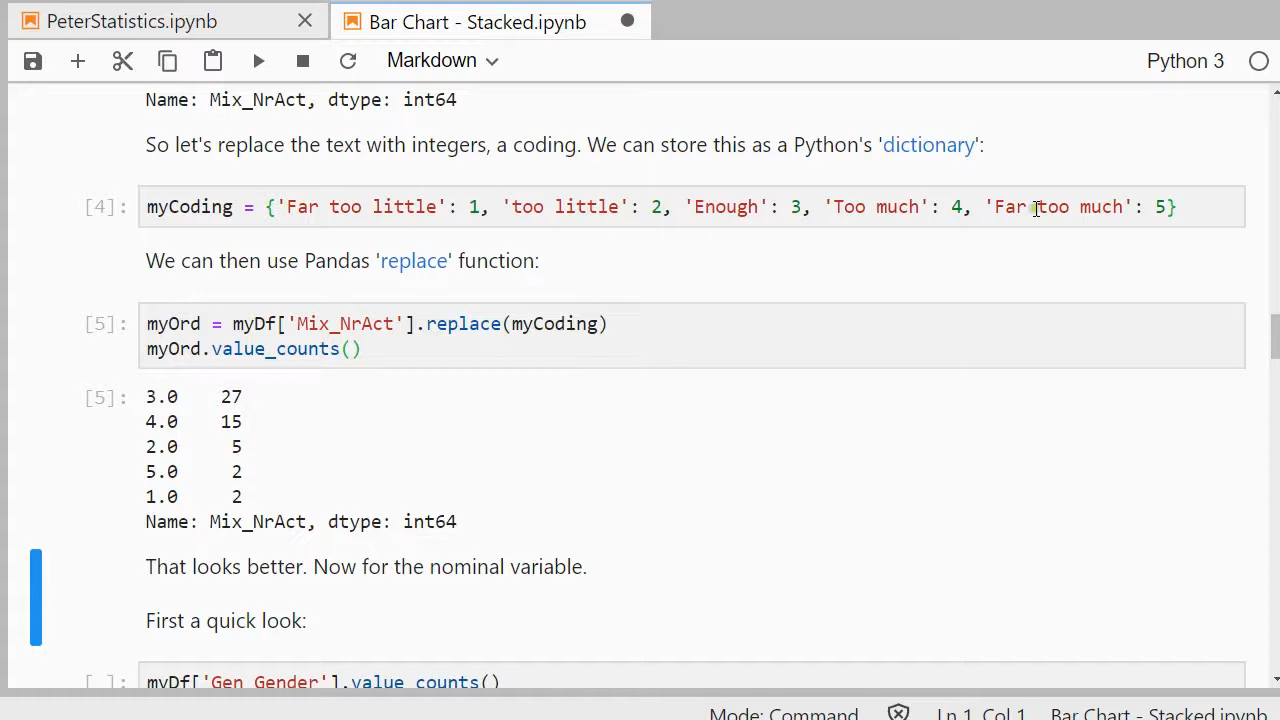 PeterStatistics.ipynb
Bar Chart - Stacked.ipynb
Markdown
Python 3
Name: Mix_NrAct, dtype: int64
So let's replace the text with integers, a coding. We can store this as a Python's 'dictionary':
[4]: myCoding = {'Far too little': 1, 'too little': 2, 'Enough': 3, 'Too much': 4, 'Far too much': 5}
We can then use Pandas 'replace' function:
[5]: myOrd = myDf['Mix_NrAct'].replace(myCoding)
myOrd.value_counts()
[5]: 3.0 27
4.0 15
2.0 5
5.0 2
1.0 2
Name: Mix_NrAct, dtype: int64
That looks better. Now for the nominal variable.
First a quick look:
[ ]: myDf['Gen_Gender'].value_counts()
Mode: Command Ln 1, Col 1 Bar Chart - Stacked.ipynb